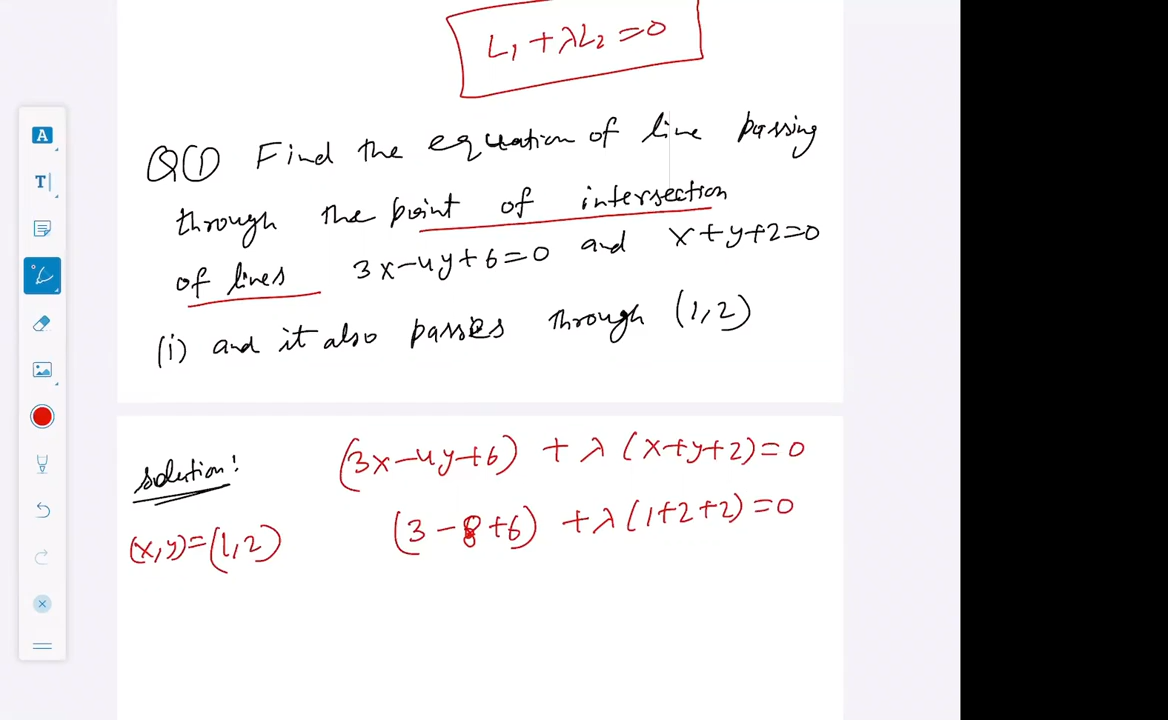 L₁ + λL₂ = 0
Q(1) Find the equation of line passing
through the point of intersection
of lines 3x-4y+6=0 and x+y+2=0
(i) and it also passes through (1,2)
solution: (3x-4y+6) + λ(x+y+2)=0
(x,y)=(1,2) (3-8+6) + λ(1+2+2)=0
A
T